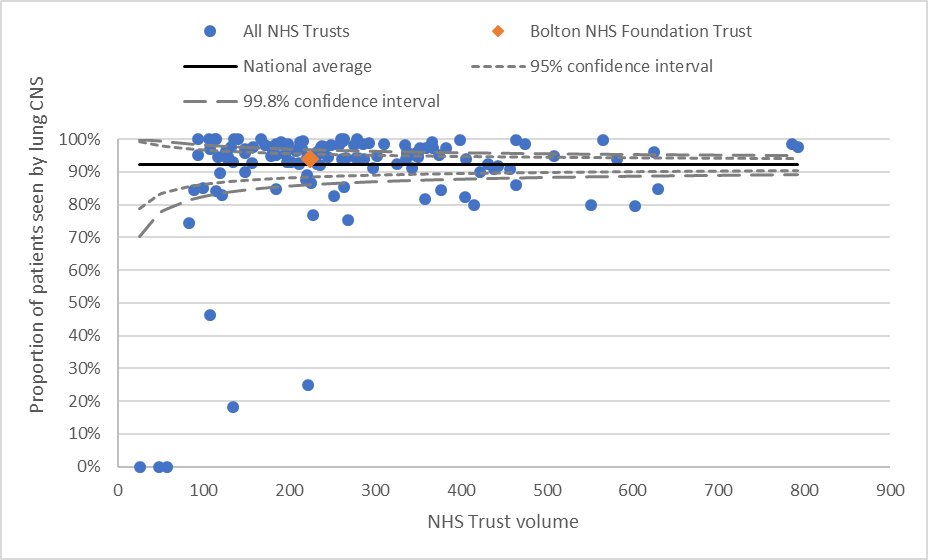 All NHS Trusts
Bolton NHS Foundation Trust
National average
95% confidence interval
99.8% confidence interval
Proportion of patients seen by lung CNS
100%
90%
80%
70%
60%
50%
40%
30%
20%
10%
0%
0 100 200 300 400 500 600 700 800 900
NHS Trust volume